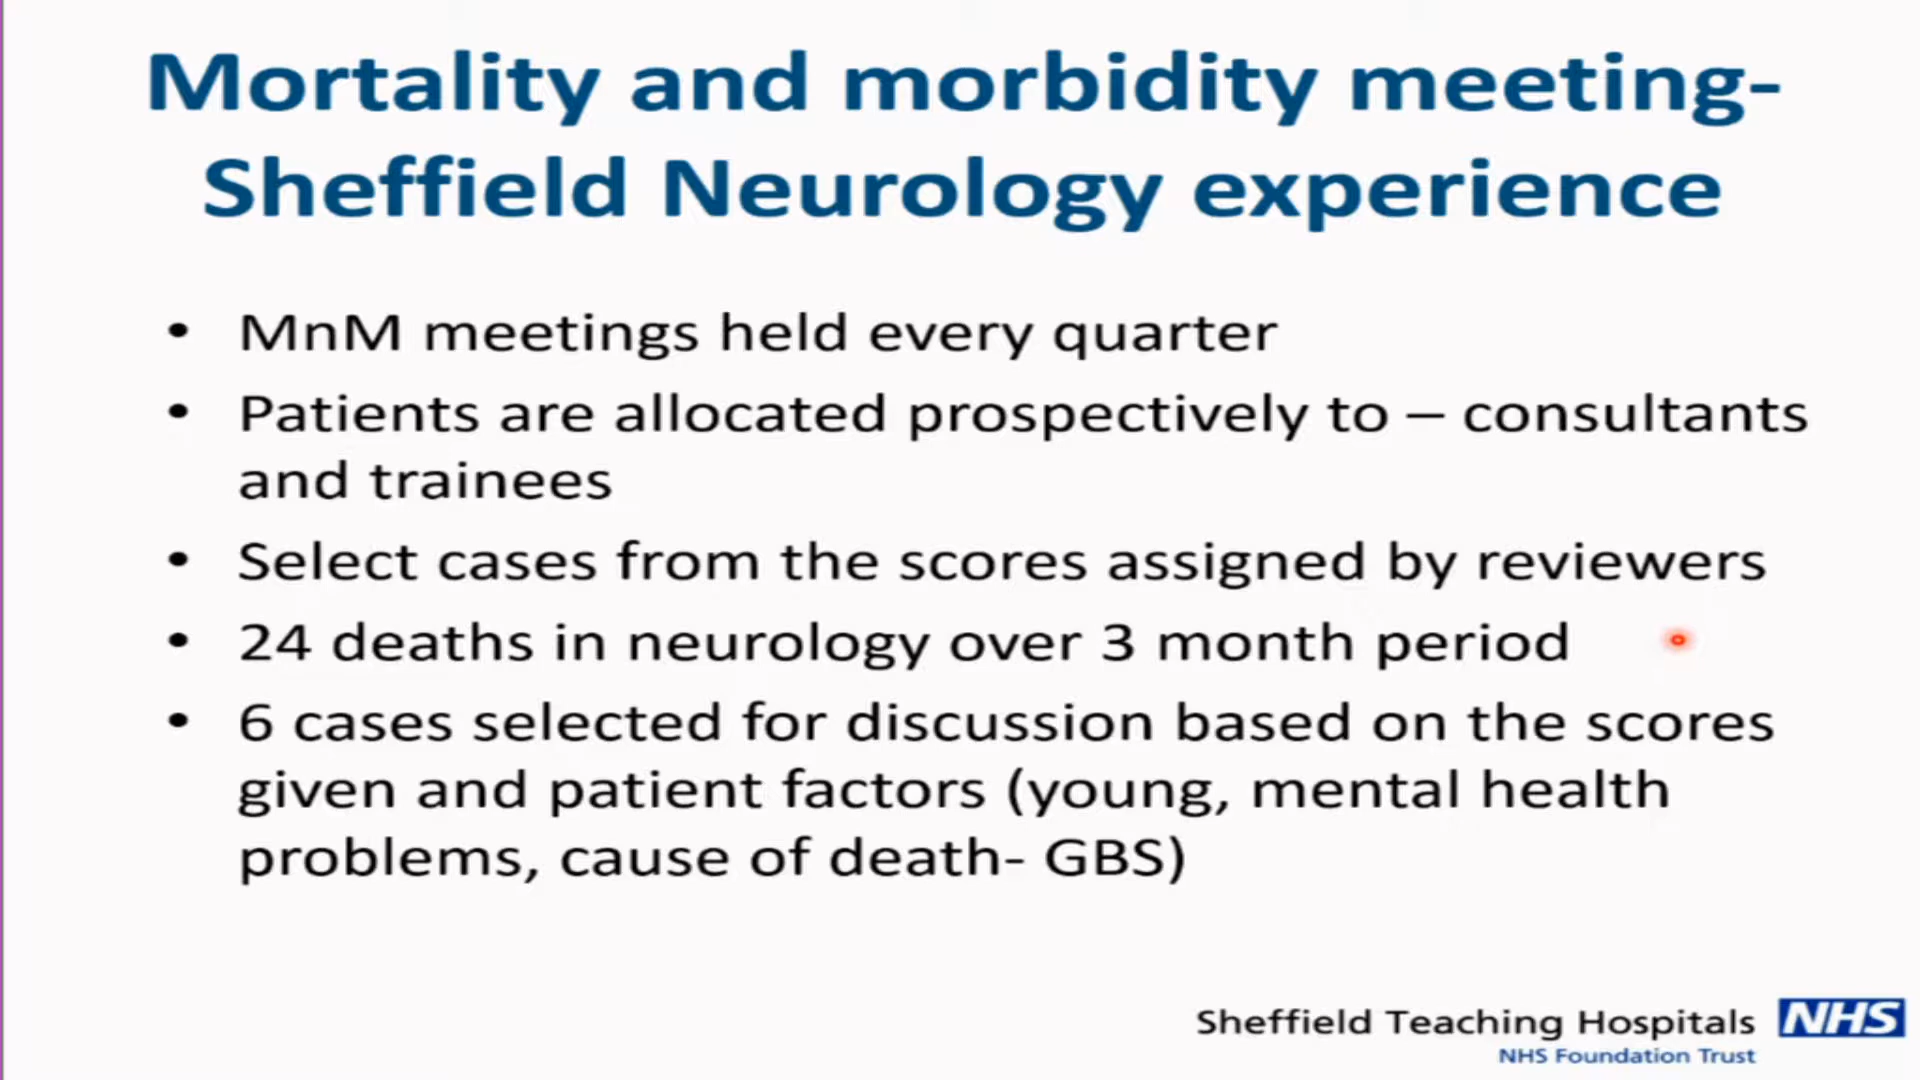 Mortality and morbidity meeting-
Sheffield Neurology experience
• MnM meetings held every quarter
• Patients are allocated prospectively to – consultants
and trainees
• Select cases from the scores assigned by reviewers
• 24 deaths in neurology over 3 month period
• 6 cases selected for discussion based on the scores
given and patient factors (young, mental health
problems, cause of death- GBS)
Sheffield Teaching Hospitals NHS
NHS Foundation Trust